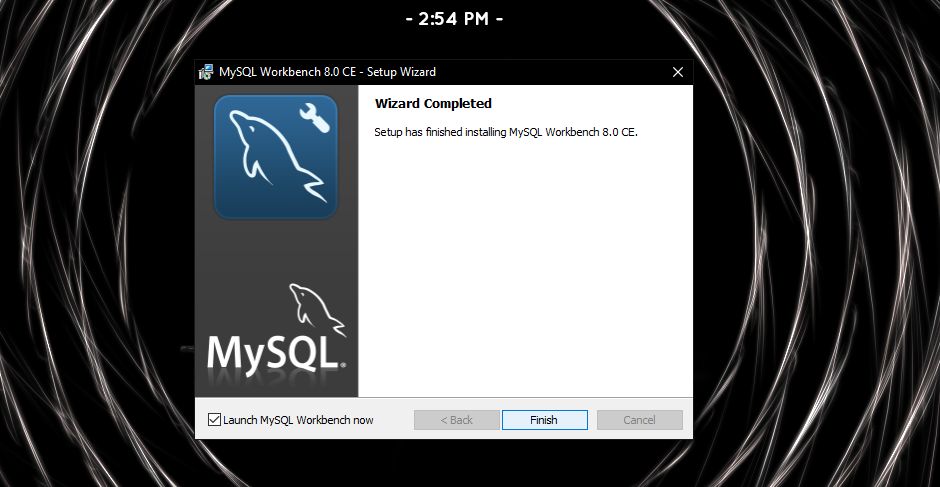 - 2:54 PM -
MySQL Workbench 8.0 CE - Setup Wizard
Wizard Completed
Setup has finished installing MySQL Workbench 8.0 CE.
MySQL®
Launch MySQL Workbench now
< Back
Finish
Cancel